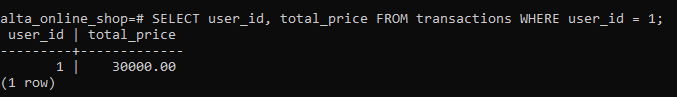 alta_online_shop=# SELECT user_id, total_price FROM transactions WHERE user_id = 1;
 user_id | total_price
---------+-------------
       1 |    30000.00
(1 row)